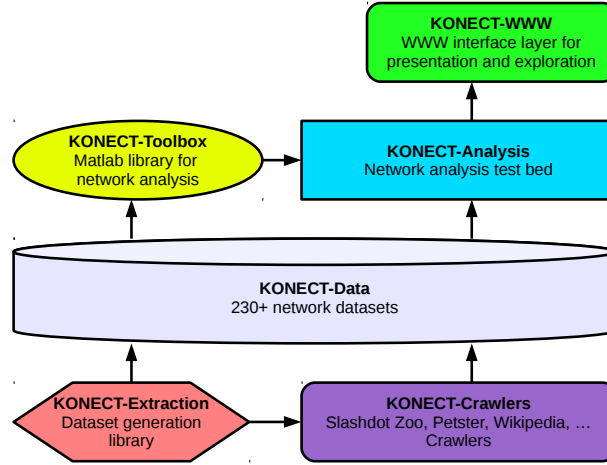 KONECT-WWW
WWW interface layer for
presentation and exploration
KONECT-Toolbox
Matlab library for
network analysis
KONECT-Analysis
Network analysis test bed
KONECT-Data
230+ network datasets
KONECT-Extraction
Dataset generation
library
KONECT-Crawlers
Slashdot Zoo, Petster, Wikipedia, …
Crawlers